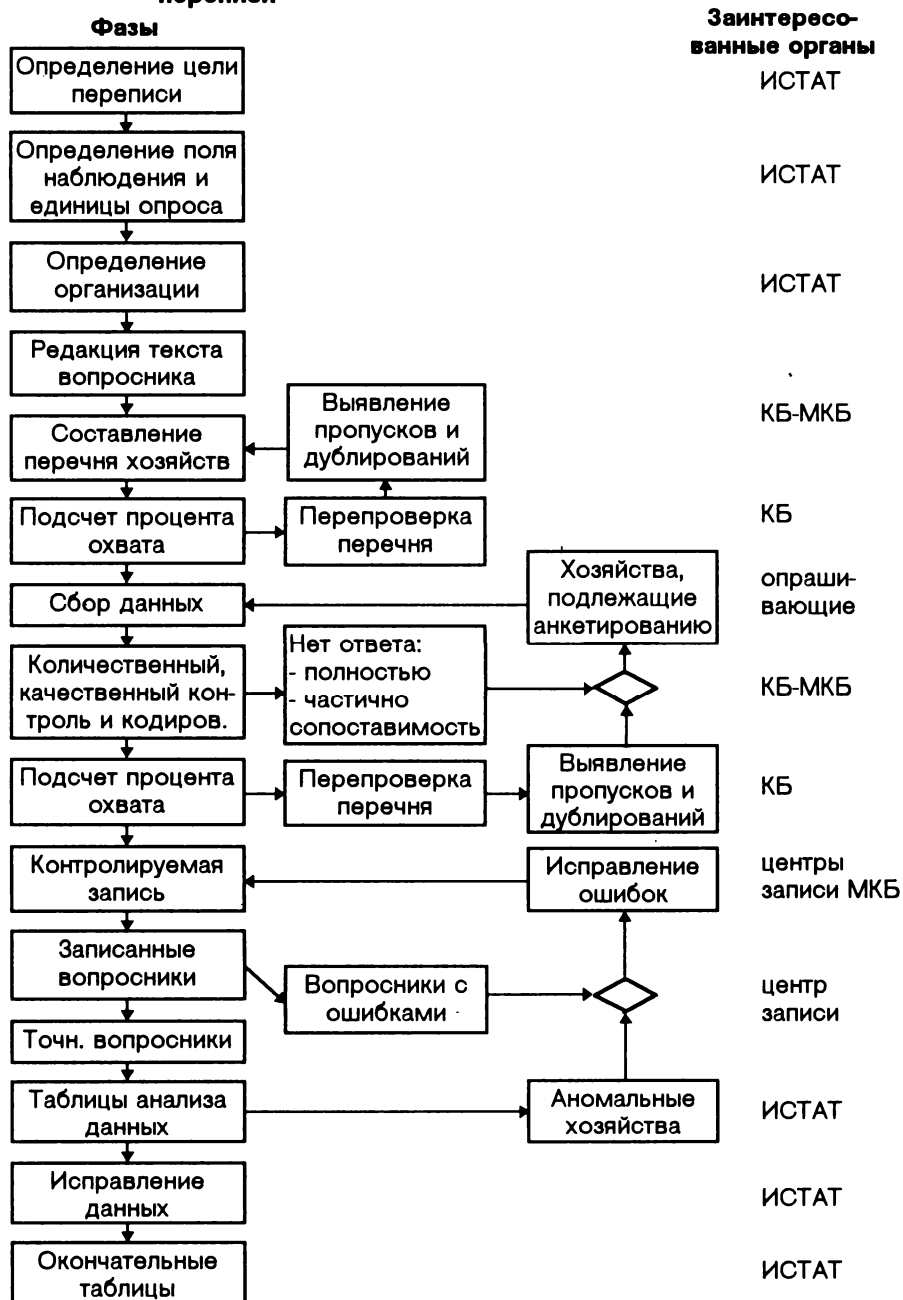 Фазы
Заинтересо-
ванные органы
Определение цели
переписи
ИСТАТ
Определение поля
наблюдения и
единицы опроса
ИСТАТ
Определение
организации
ИСТАТ
Редакция текста
вопросника
Составление
перечня хозяйств
Выявление
пропусков и
дублирований
КБ-МКБ
Подсчет процента
охвата
Перепроверка
перечня
КБ
Сбор данных
Хозяйства,
подлежащие
анкетированию
опраши-
вающие
Количественный,
качественный кон-
троль и кодиров.
Нет ответа:
- полностью
- частично
сопоставимость
КБ-МКБ
Подсчет процента
охвата
Перепроверка
перечня
Выявление
пропусков и
дублирований
КБ
Контролируемая
запись
Исправление
ошибок
центры
записи МКБ
Записанные
вопросники
Вопросники с
ошибками
центр
записи
Точн. вопросники
Таблицы анализа
данных
Аномальные
хозяйства
ИСТАТ
Исправление
данных
ИСТАТ
Окончательные
таблицы
ИСТАТ